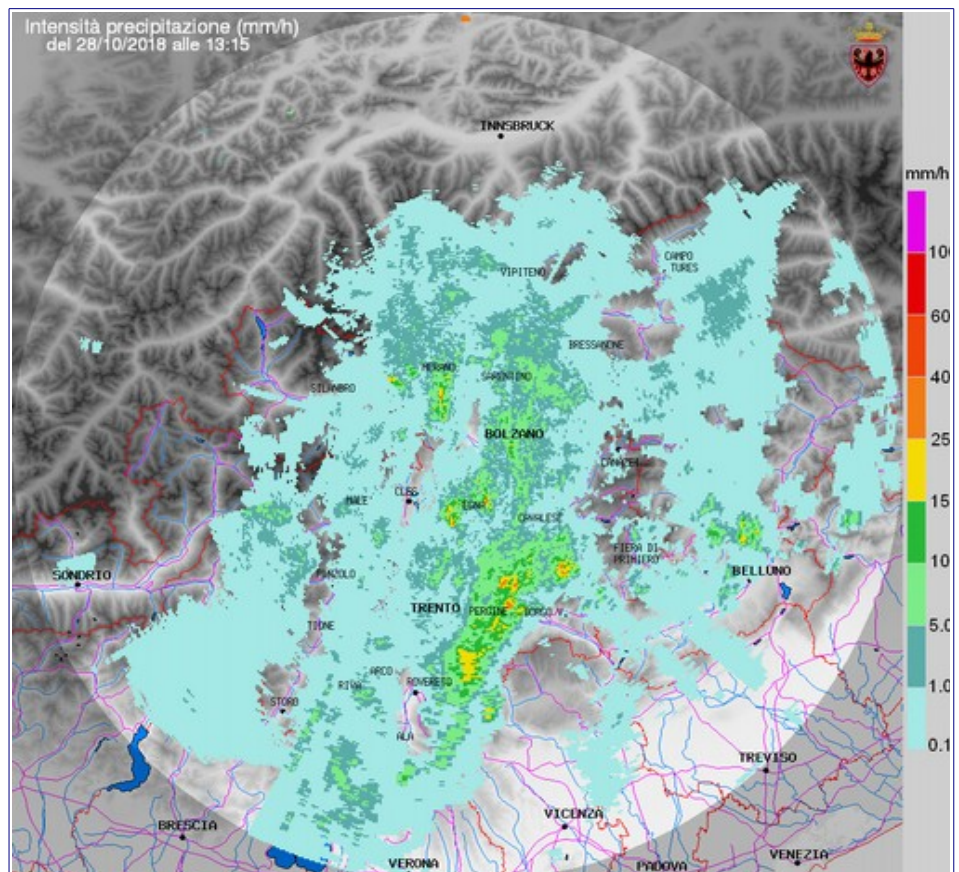 Intensità precipitazione (mm/h)
del 28/10/2018 alle 13:15
INNSBRUCK
mm/h
CAMPO
TURES
VIPITENO
100
60
BRESSANONE
MERANO
SARENTINO
SILANDRO
40
BOLZANO
25
CANAZEI
CLES
MALE
EGNA
15
CAVALESE
FIERA DI
PRIMIERO
10
SONDRIO
PINZOLO
BELLUNO
TRENTO
PERGINE
BORGO V.
TIONE
5.0
ARCO
RIVA
ROVERETO
1.0
STORO
ALA
0.1
TREVISO
VICENZA
BRESCIA
VERONA
PADOVA
VENEZIA